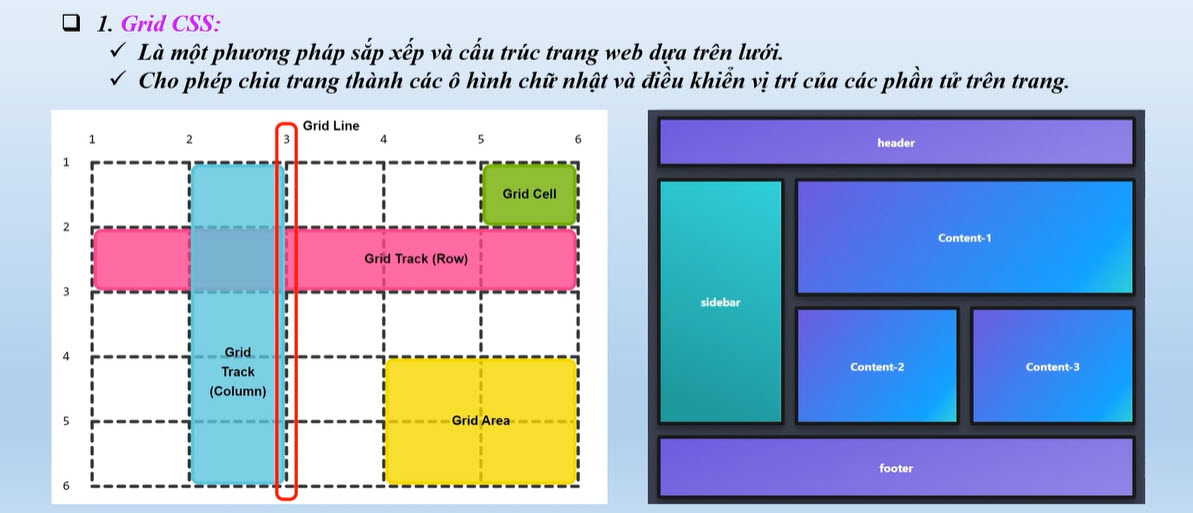 1. Grid CSS:
✓ Là một phương pháp sắp xếp và cấu trúc trang web dựa trên lưới.
✓ Cho phép chia trang thành các ô hình chữ nhật và điều khiển vị trí của các phần tử trên trang.
Grid Line
1 2 3 4 5 6
1
Grid Cell
2
Grid Track (Row)
3
4
Grid
Track
(Column)
5
Grid Area
6
header
Content-1
sidebar
Content-2
Content-3
footer